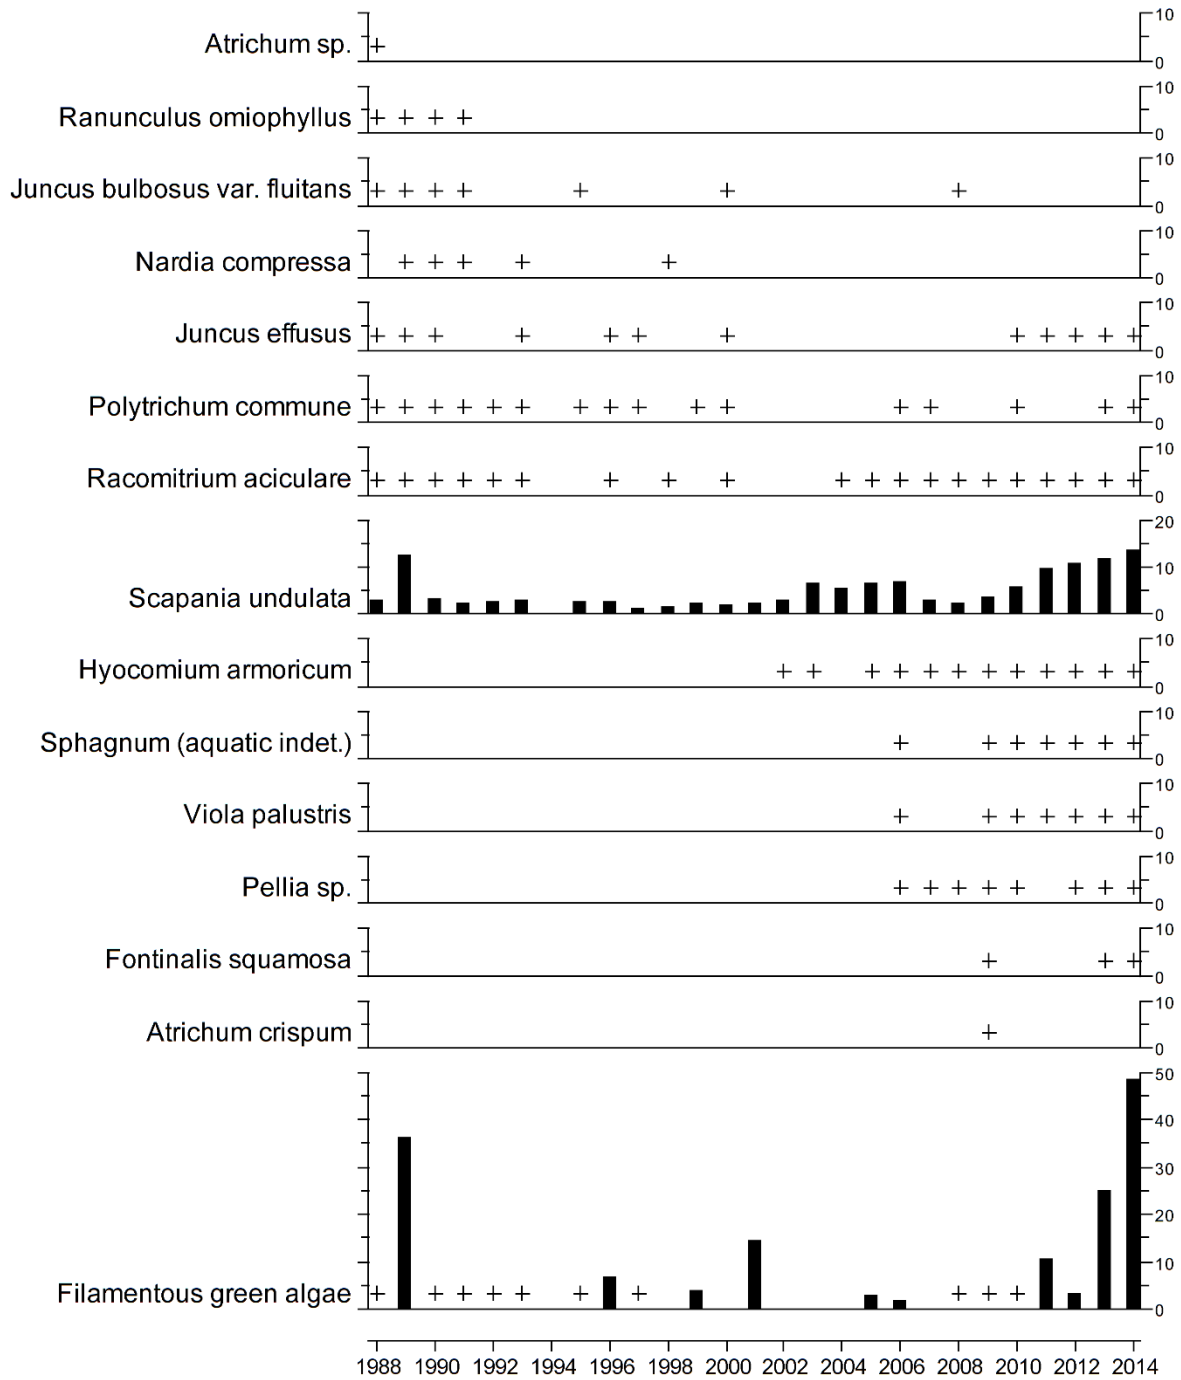 10
Atrichum sp.
0
10
Ranunculus omiophyllus
0
10
Juncus bulbosus var. fluitans
0
10
Nardia compressa
0
10
Juncus effusus
0
10
Polytrichum commune
0
10
Racomitrium aciculare
0
20
10
Scapania undulata
0
10
Hyocomium armoricum
0
10
Sphagnum (aquatic indet.)
0
10
Viola palustris
0
10
Pellia sp.
0
10
Fontinalis squamosa
0
10
Atrichum crispum
0
50
40
30
20
10
Filamentous green algae
0
1988 1990 1992 1994 1996 1998 2000 2002 2004 2006 2008 2010 2012 2014